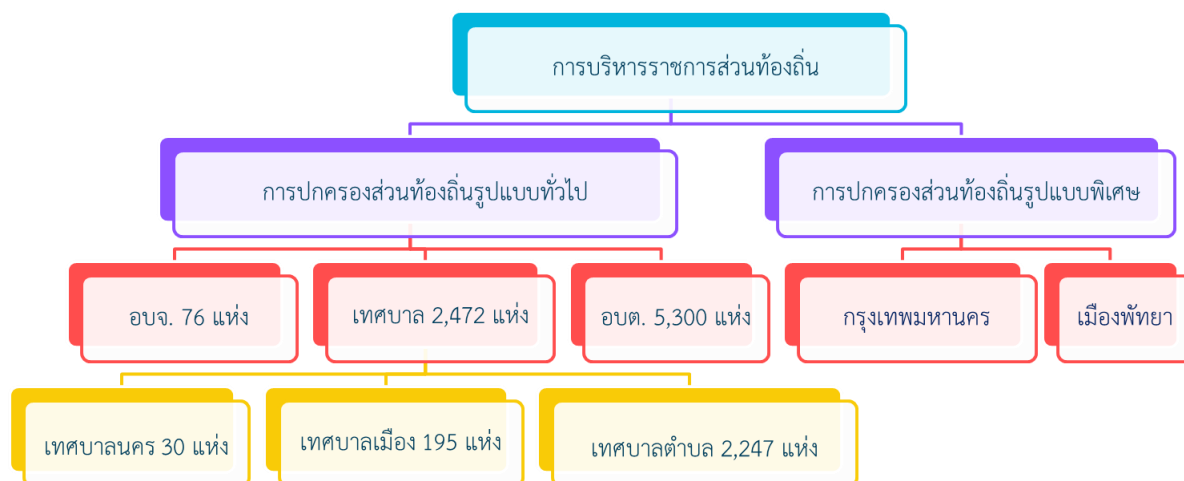 การบริหารราชการส่วนท้องถิ่น
การปกครองส่วนท้องถิ่นรูปแบบทั่วไป
การปกครองส่วนท้องถิ่นรูปแบบพิเศษ
อบจ. 76 แห่ง
เทศบาล 2,472 แห่ง
อบต. 5,300 แห่ง
กรุงเทพมหานคร
เมืองพัทยา
เทศบาลนคร 30 แห่ง
เทศบาลเมือง 195 แห่ง
เทศบาลตำบล 2,247 แห่ง